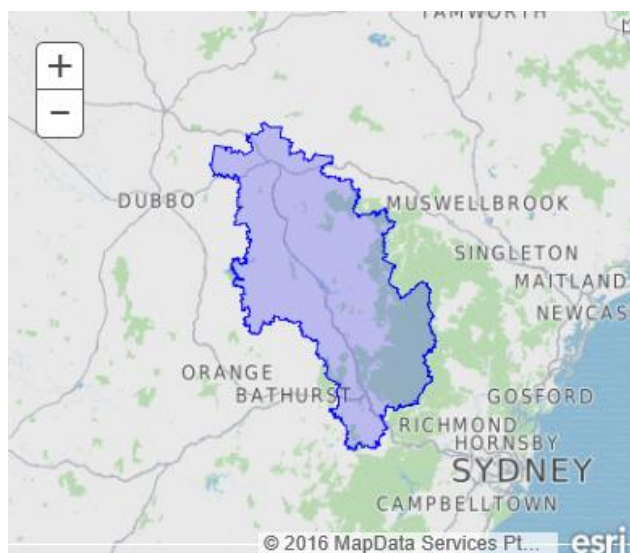 TAMWORTH
+
−
DUBBO
MUSWELLBROOK
SINGLETON
MAITLAND
NEWCAS
ORANGE
BATHURST
GOSFORD
RICHMOND
HORNSBY
SYDNEY
CAMPBELLTOWN
© 2016 MapData Services Pt... esri